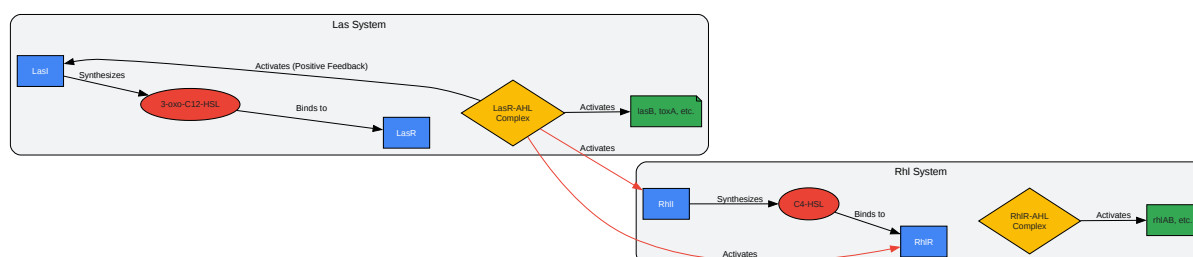 Las System
LasI
Synthesizes
3-oxo-C12-HSL
Activates (Positive Feedback)
Binds to
LasR
LasR-AHL
Complex
Activates
lasB, toxA, etc.
Activates
Rhl System
RhlI
Synthesizes
C4-HSL
Binds to
RhlR
RhlR-AHL
Complex
Activates
rhlAB, etc.
Activates